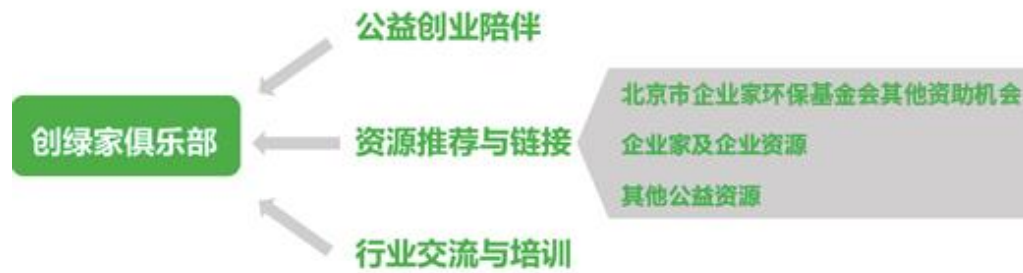 公益创业陪伴
创绿家俱乐部
资源推荐与链接
北京市企业家环保基金会其他资助机会
企业家及企业资源
其他公益资源
行业交流与培训